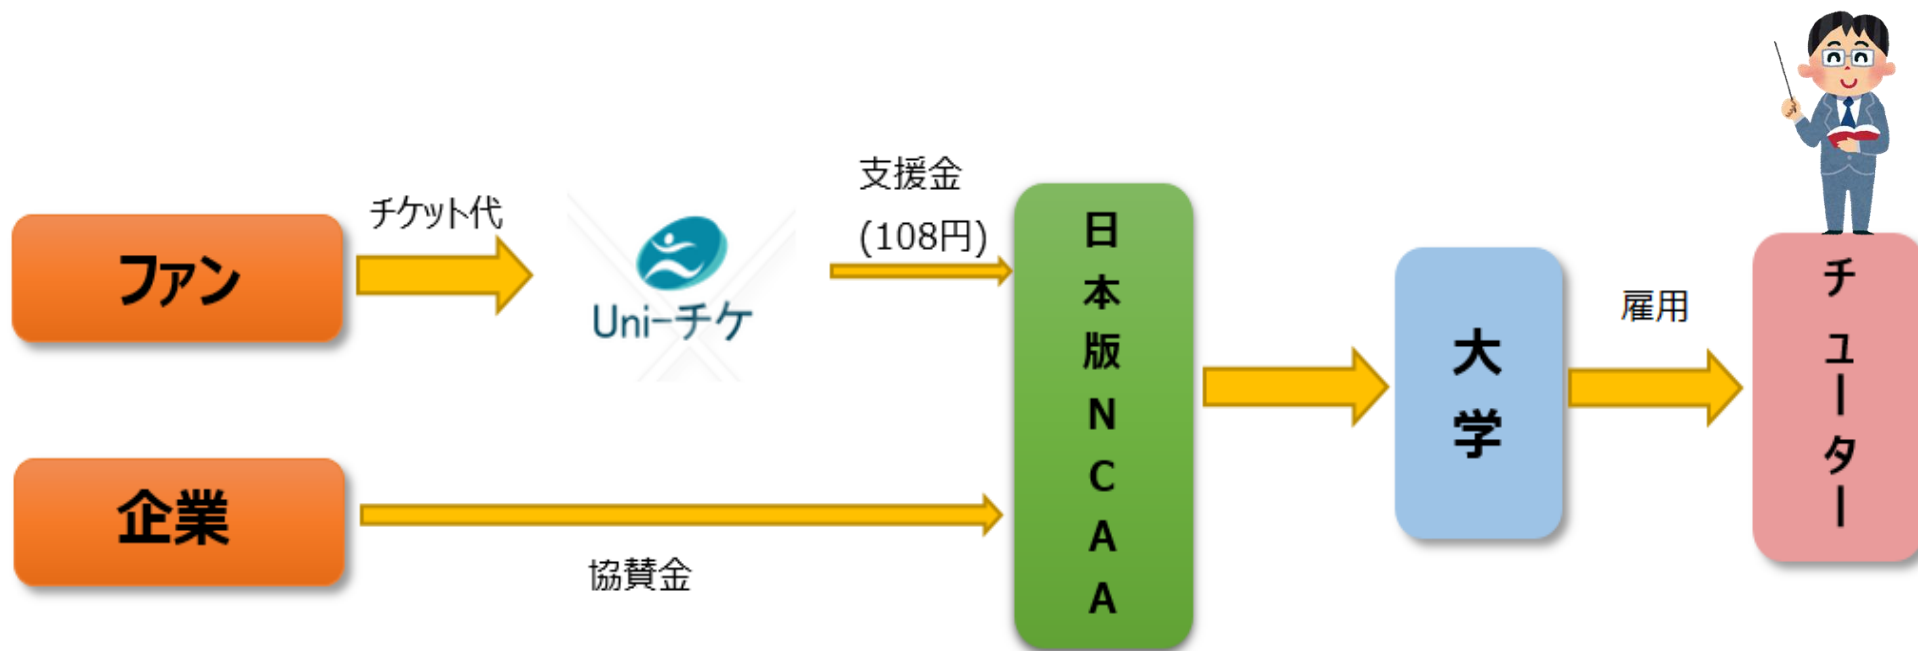 ファン
チケット代
Uni-チケ
支援金
(108円)
日本版NCAA
大学
雇用
チューター
企業
協賛金